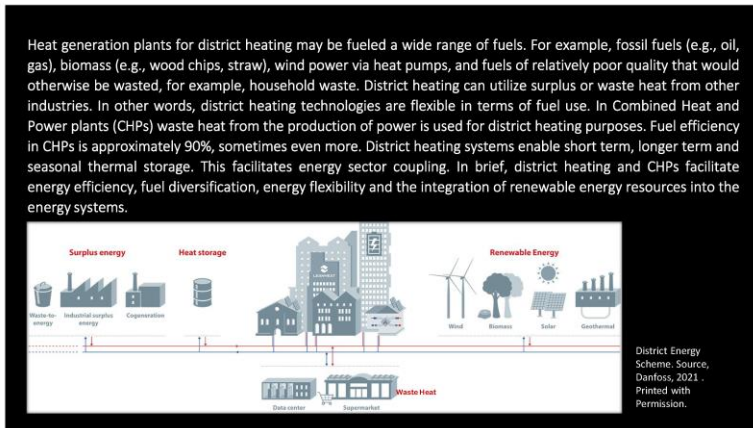 Heat generation plants for district heating may be fueled a wide range of fuels. For example, fossil fuels (e.g., oil,
gas), biomass (e.g., wood chips, straw), wind power via heat pumps, and fuels of relatively poor quality that would
otherwise be wasted, for example, household waste. District heating can utilize surplus or waste heat from other
industries. In other words, district heating technologies are flexible in terms of fuel use. In Combined Heat and
Power plants (CHPs) waste heat from the production of power is used for district heating purposes. Fuel efficiency
in CHPs is approximately 90%, sometimes even more. District heating systems enable short term, longer term and
seasonal thermal storage. This facilitates energy sector coupling. In brief, district heating and CHPs facilitate
energy efficiency, fuel diversification, energy flexibility and the integration of renewable energy resources into the
energy systems.
Surplus energy
Heat storage
Renewable Energy
Waste-to-
energy
Industrial surplus
energy
Cogeneration
Wind
Biomass
Solar
Geothermal
Data center
Supermarket
Waste Heat
District Energy
Scheme. Source,
Danfoss, 2021 .
Printed with
Permission.